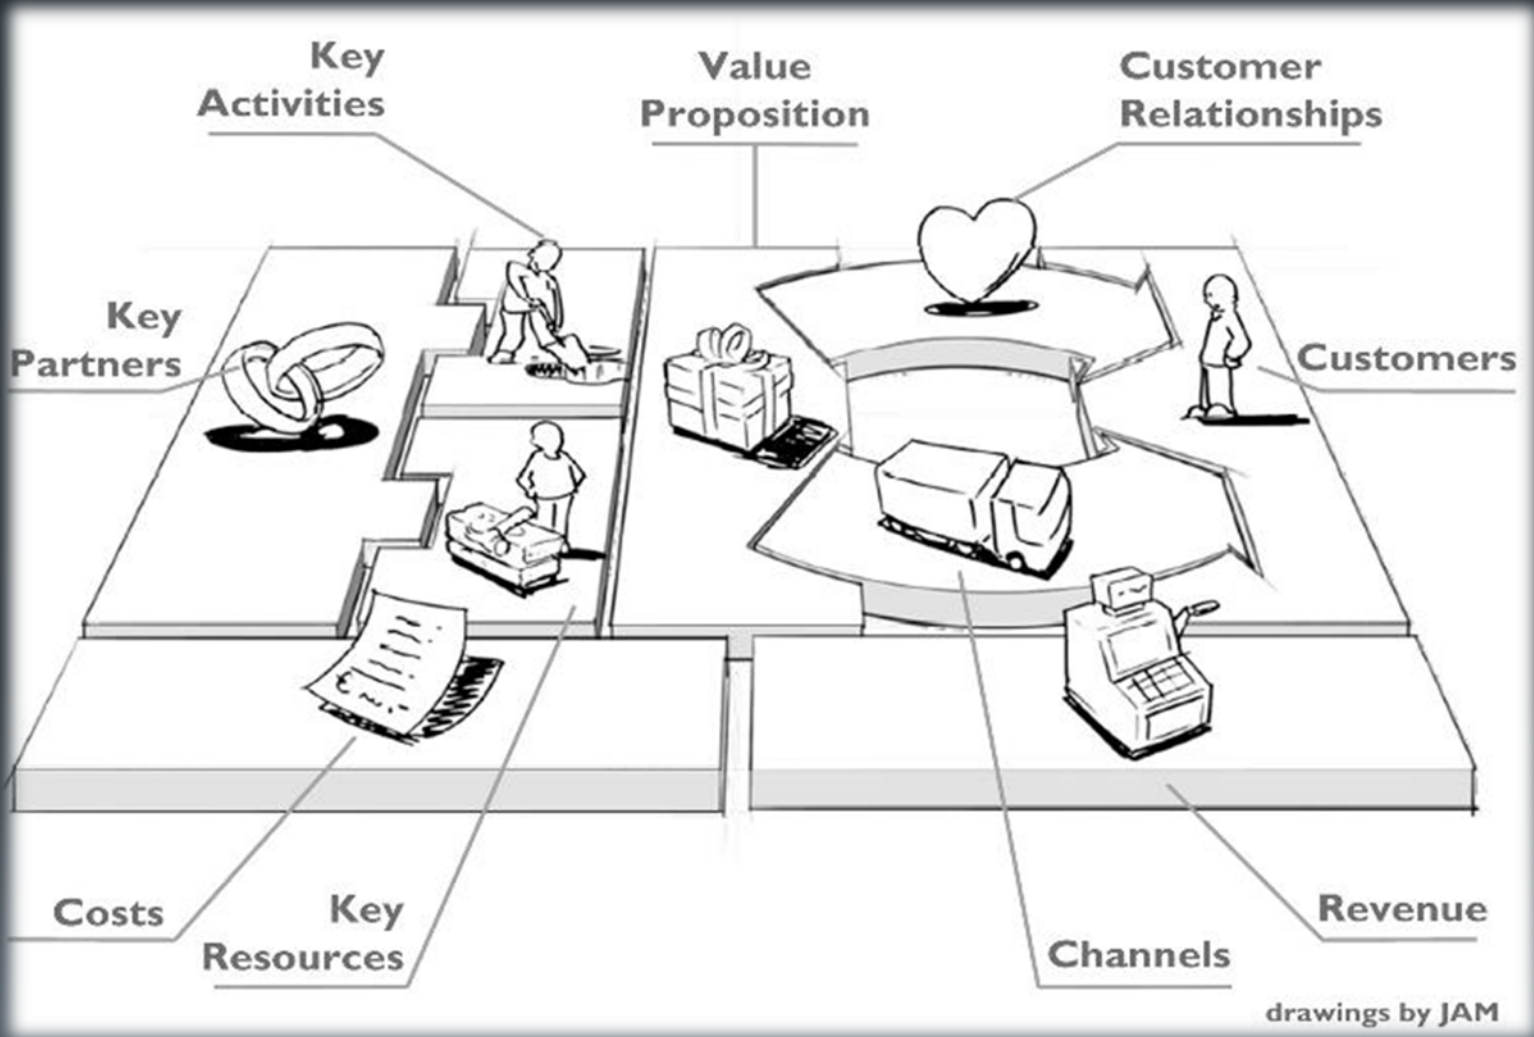 Key
Activities
Value
Proposition
Customer
Relationships
Key
Partners
Customers
Costs
Key
Resources
Channels
Revenue
drawings by JAM